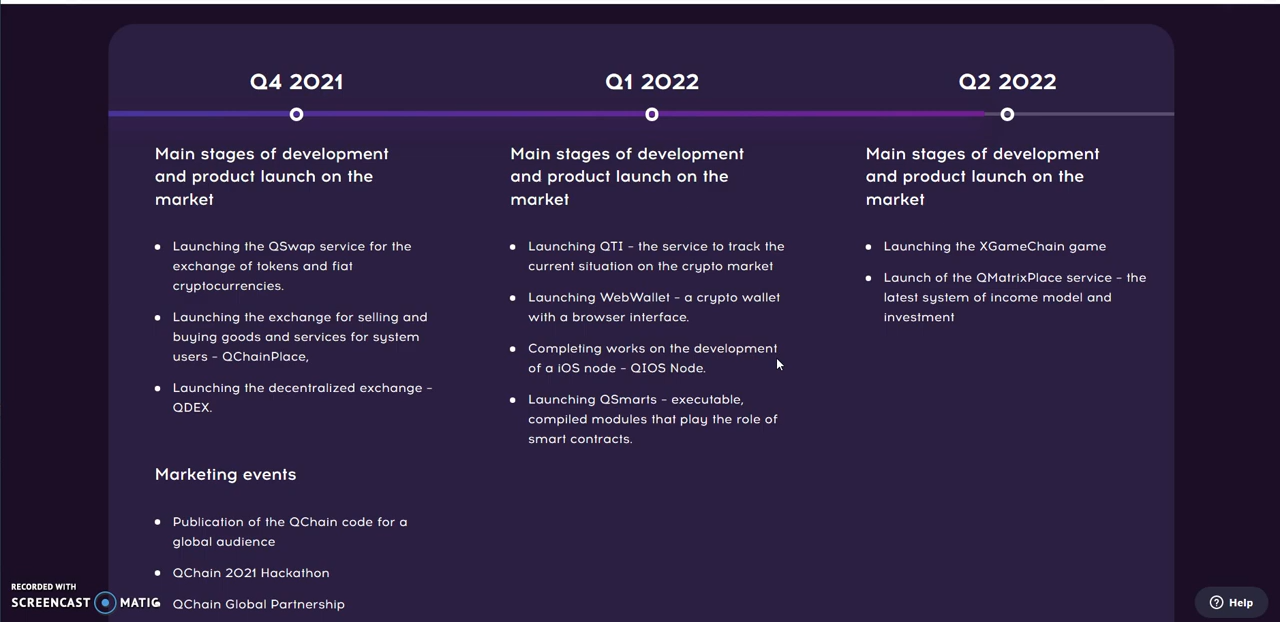 Q4 2021
Main stages of development
and product launch on the
market
Launching the QSwap service for the
exchange of tokens and fiat
cryptocurrencies.
Launching the exchange for selling and
buying goods and services for system
users - QChainPlace,
Launching the decentralized exchange -
QDEX.
Marketing events
Publication of the QChain code for a
global audience
QChain 2021 Hackathon
QChain Global Partnership
Q1 2022
Main stages of development
and product launch on the
market
Launching QTI - the service to track the
current situation on the crypto market
Launching WebWallet - a crypto wallet
with a browser interface.
Completing works on the development
of a iOS node - QIOS Node.
Launching QSmarts - executable,
compiled modules that play the role of
smart contracts.
Q2 2022
Main stages of development
and product launch on the
market
Launching the XGameChain game
Launch of the QMatrixPlace service - the
latest system of income model and
investment
RECORDED WITH
SCREENCAST MATIC
Help